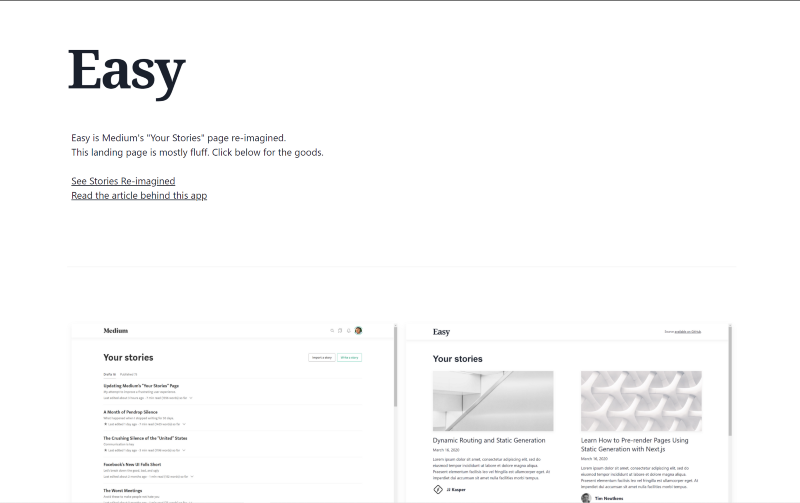 Easy
Easy is Medium's "Your Stories" page re-imagined.
This landing page is mostly fluff. Click below for the goods.
See Stories Re-imagined
Read the article behind this app
Medium
Your stories
Import a story
Write a story
Drafts 16 Published 13
Updating Medium's "Your Stories" Page
A Month of Pendrop Silence
The Crushing Silence of the "United" States
Facebook's New UI Falls Short
The Worst Meetings
Easy
available on GitHub
Your stories
Dynamic Routing and Static Generation
March 16, 2020
Lorem ipsum dolor sit amet, consectetur adipiscing elit, sed do
eiusmod tempor incididunt ut labore et dolore magna aliqua.
Praesent elementum facilisis leo vel fringilla est ullamcorper eget.
At imperdiet dui accumsan sit amet nulla facilities morbi tempus.
JJ Kasper
Learn How to Pre-render Pages Using
Static Generation with Next.js
March 16, 2020
Lorem ipsum dolor sit amet, consectetur adipiscing elit, sed do
eiusmod tempor incididunt ut labore et dolore magna aliqua.
Praesent elementum facilisis leo vel fringilla est ullamcorper eget.
At imperdiet dui accumsan sit amet nulla facilities morbi tempus.
Tim Neutkens